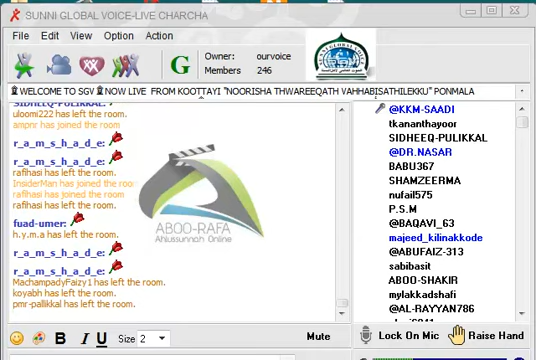 SUNNI GLOBAL VOICE-LIVE CHARCHA
File Edit View Option Action
G
Owner: ourvoice
Members 246
WELCOME TO SGV NOW LIVE FROM KOOTTAYI "NOORISHA THWAREEQATH VAHHABISATHILEKKU" PONMALA
SIDHEEQ-PULIKKAL:
uloomi222 has left the room.
ampnr has joined the room
r_a_m_s_h_a_d_e:
r_a_m_s_h_a_d_e:
rafihasi has left the room.
InsiderMan has joined the room
rafihasi has joined the room
rafihasi has left the room.
fuad-umer:
h.y.m.a has left the room.
r_a_m_s_h_a_d_e:
r_a_m_s_h_a_d_e:
MachampadyFaizy1 has left the room.
koyabh has left the room.
pmr-pallikkal has left the room.
ABOO-RAFA
Ahlussunnah Online
@KKM-SAADI
tkananthayoor
SIDHEEQ-PULIKKAL
@DR.NASAR
BABU367
SHAMZEERMA
nufail575
P.S.M
@BAQAVI_63
majeed_kilinakkode
@ABUFAIZ-313
sabibasit
ABOO-SHAKIR
mylakkadshafi
@AL-RAYYAN786
B I U Size 2 Mute
Lock On Mic Raise Hand